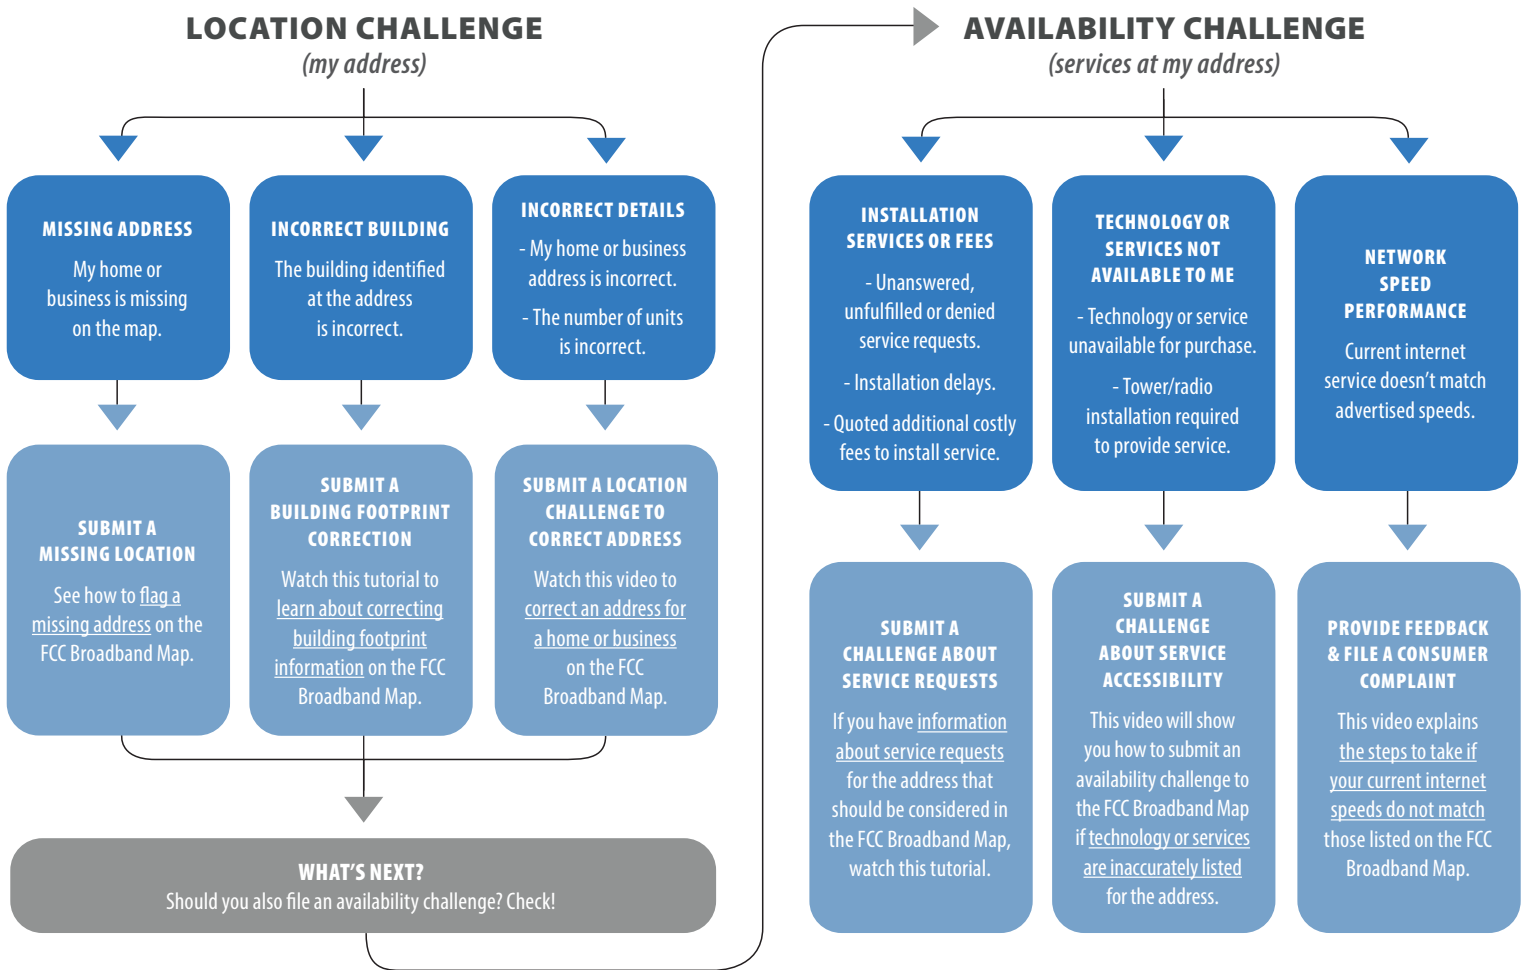 LOCATION CHALLENGE
(my address)
MISSING ADDRESS
My home or
business is missing
on the map.
INCORRECT BUILDING
The building identified
at the address
is incorrect.
INCORRECT DETAILS
- My home or business
address is incorrect.
- The number of units
is incorrect.
SUBMIT A
MISSING LOCATION
See how to flag a
missing address on the
FCC Broadband Map.
SUBMIT A
BUILDING FOOTPRINT
CORRECTION
Watch this tutorial to
learn about correcting
building footprint
information on the FCC
Broadband Map.
SUBMIT A LOCATION
CHALLENGE TO
CORRECT ADDRESS
Watch this video to
correct an address for
a home or business
on the FCC
Broadband Map.
WHAT'S NEXT?
Should you also file an availability challenge? Check!
AVAILABILITY CHALLENGE
(services at my address)
INSTALLATION
SERVICES OR FEES
- Unanswered,
unfulfilled or denied
service requests.
- Installation delays.
- Quoted additional costly
fees to install service.
TECHNOLOGY OR
SERVICES NOT
AVAILABLE TO ME
- Technology or service
unavailable for purchase.
- Tower/radio
installation required
to provide service.
NETWORK
SPEED
PERFORMANCE
Current internet
service doesn't match
advertised speeds.
SUBMIT A
CHALLENGE ABOUT
SERVICE REQUESTS
If you have information
about service requests
for the address that
should be considered in
the FCC Broadband Map,
watch this tutorial.
SUBMIT A
CHALLENGE
ABOUT SERVICE
ACCESSIBILITY
This video will show
you how to submit an
availability challenge to
the FCC Broadband Map
if technology or services
are inaccurately listed
for the address.
PROVIDE FEEDBACK
& FILE A CONSUMER
COMPLAINT
This video explains
the steps to take if
your current internet
speeds do not match
those listed on the FCC
Broadband Map.